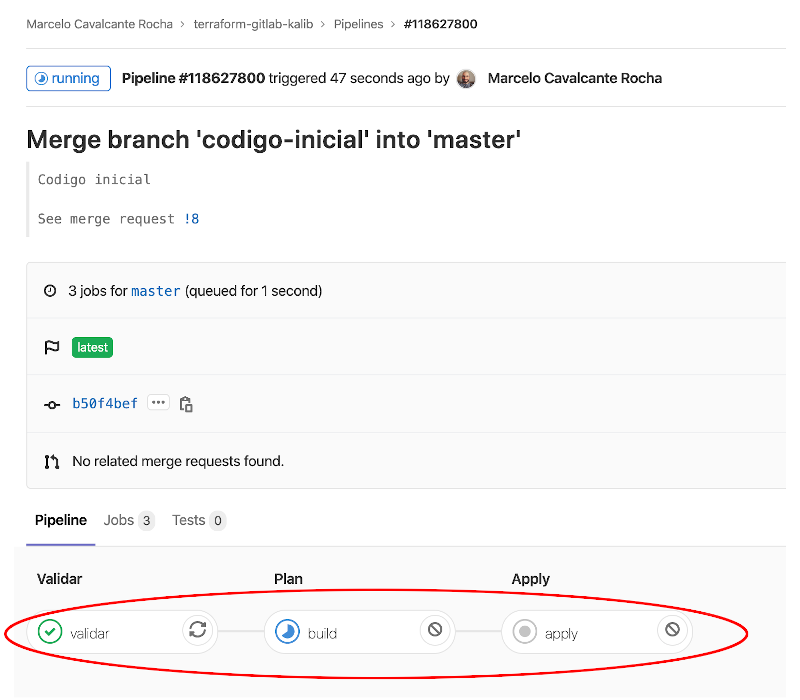 Marcelo Cavalcante Rocha > terraform-gitlab-kalib > Pipelines > #118627800
running Pipeline #118627800 triggered 47 seconds ago by Marcelo Cavalcante Rocha
Merge branch 'codigo-inicial' into 'master'
Codigo inicial
See merge request !8
3 jobs for master (queued for 1 second)
latest
b50f4bef ...
No related merge requests found.
Pipeline Jobs 3 Tests 0
Validar Plan Apply
validar build apply